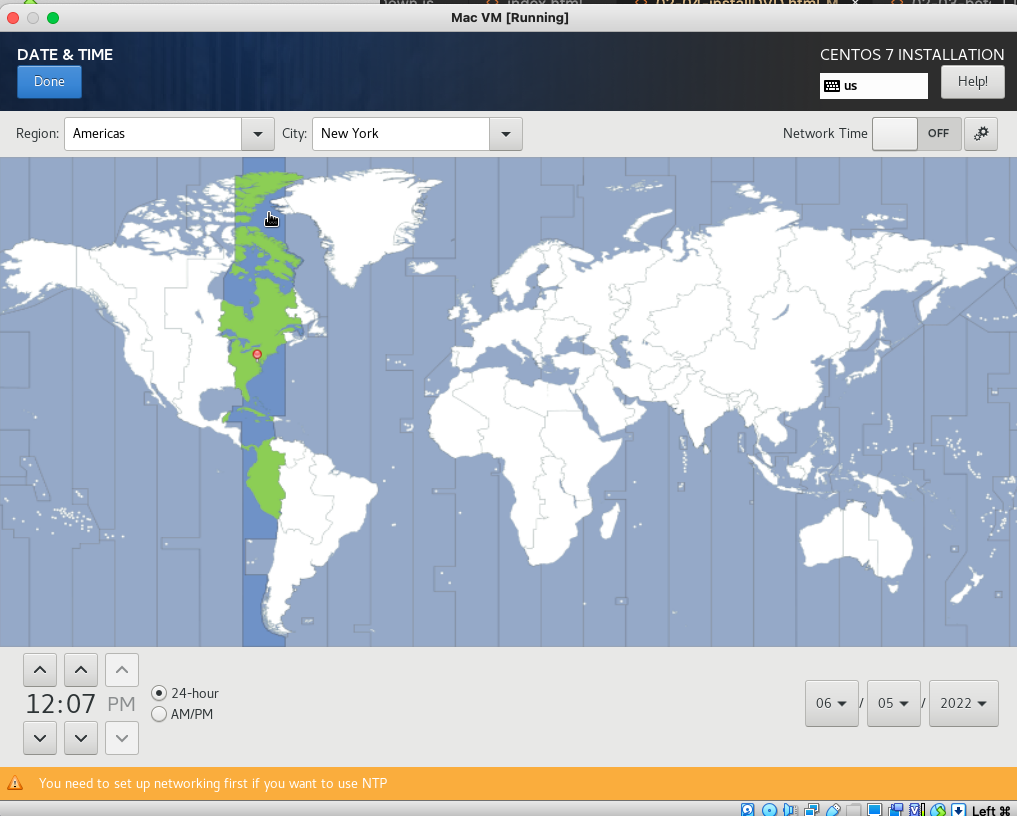 Mac VM [Running]
DATE & TIME
CENTOS 7 INSTALLATION
Done
us
Help!
Region:
Americas
City:
New York
Network Time
OFF
12:07 PM
24-hour
AM/PM
06 / 05 / 2022
You need to set up networking first if you want to use NTP
Left ⌘